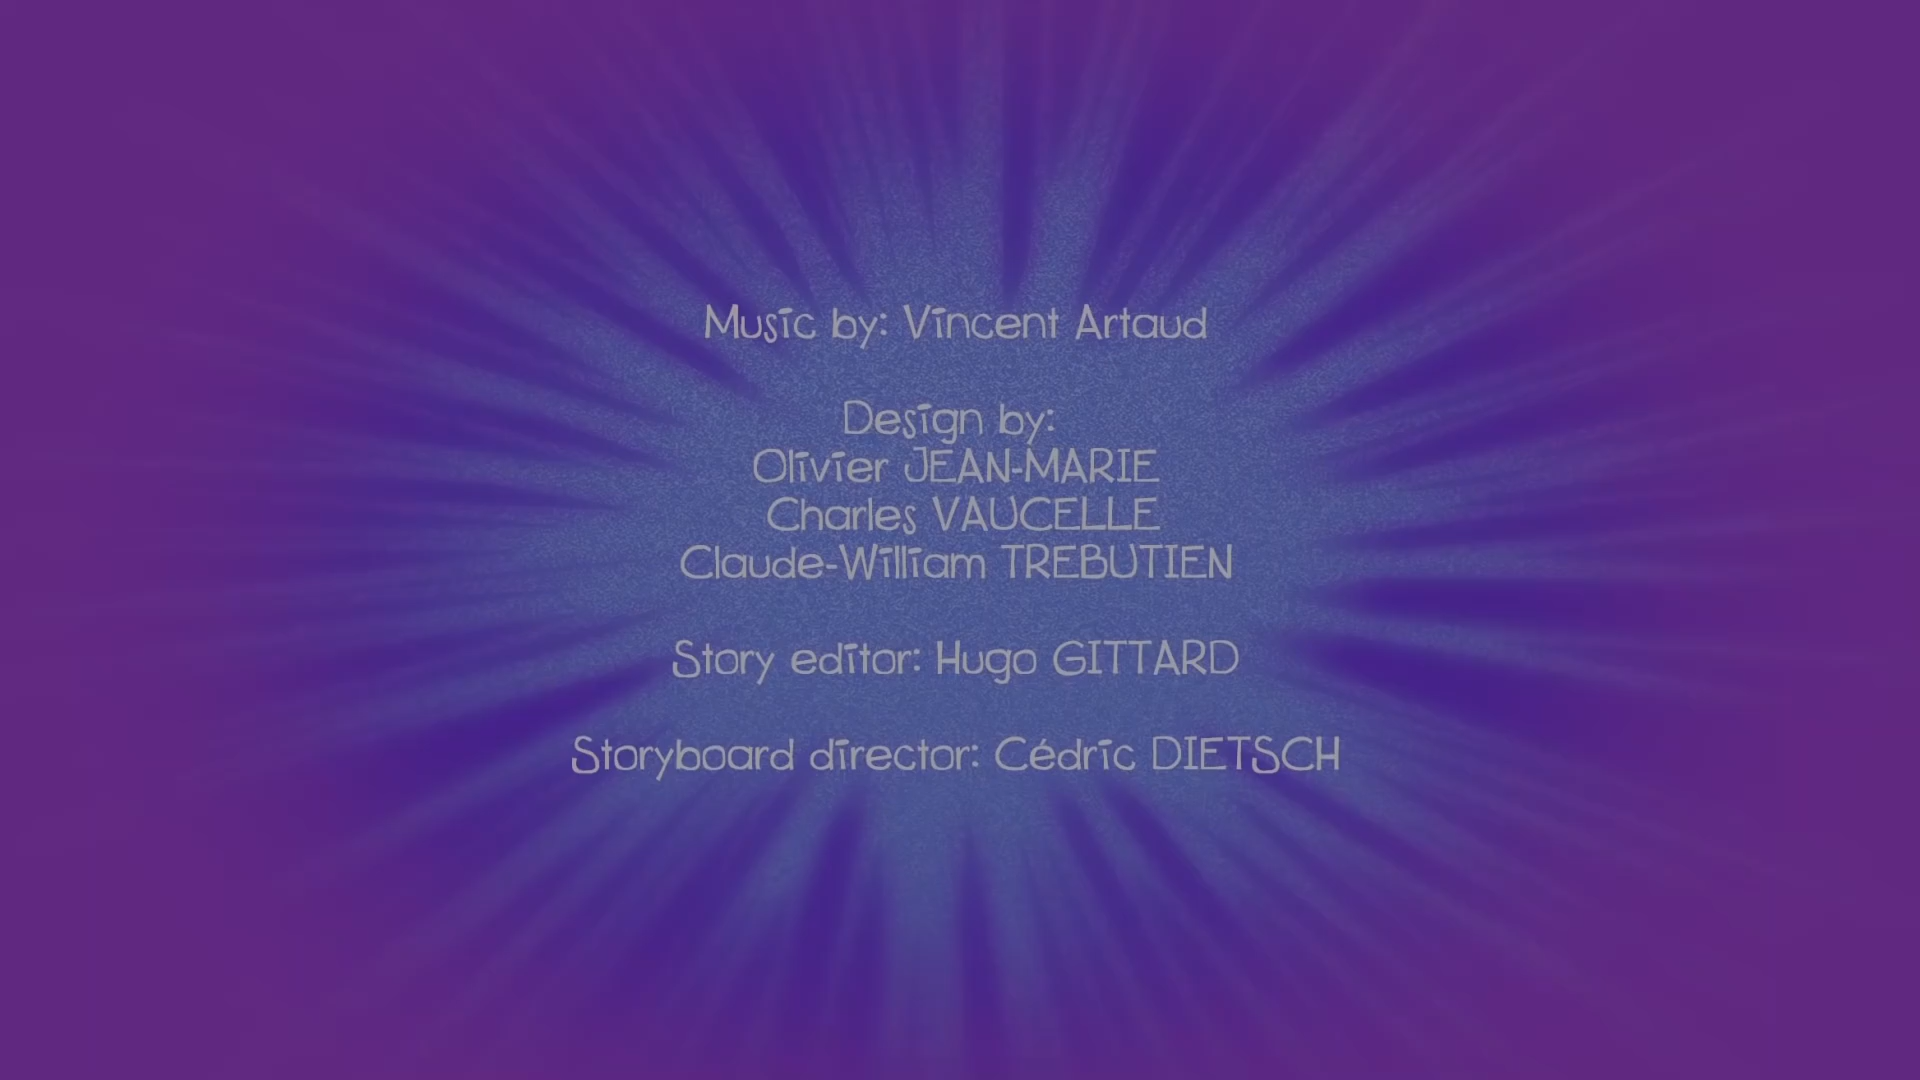 Music by: Vincent Artaud
Design by:
Olivier JEAN-MARIE
Charles VAUCELLE
Claude-William TREBUTIEN
Story editor: Hugo GITTARD
Storyboard director: Cédric DIETSCH